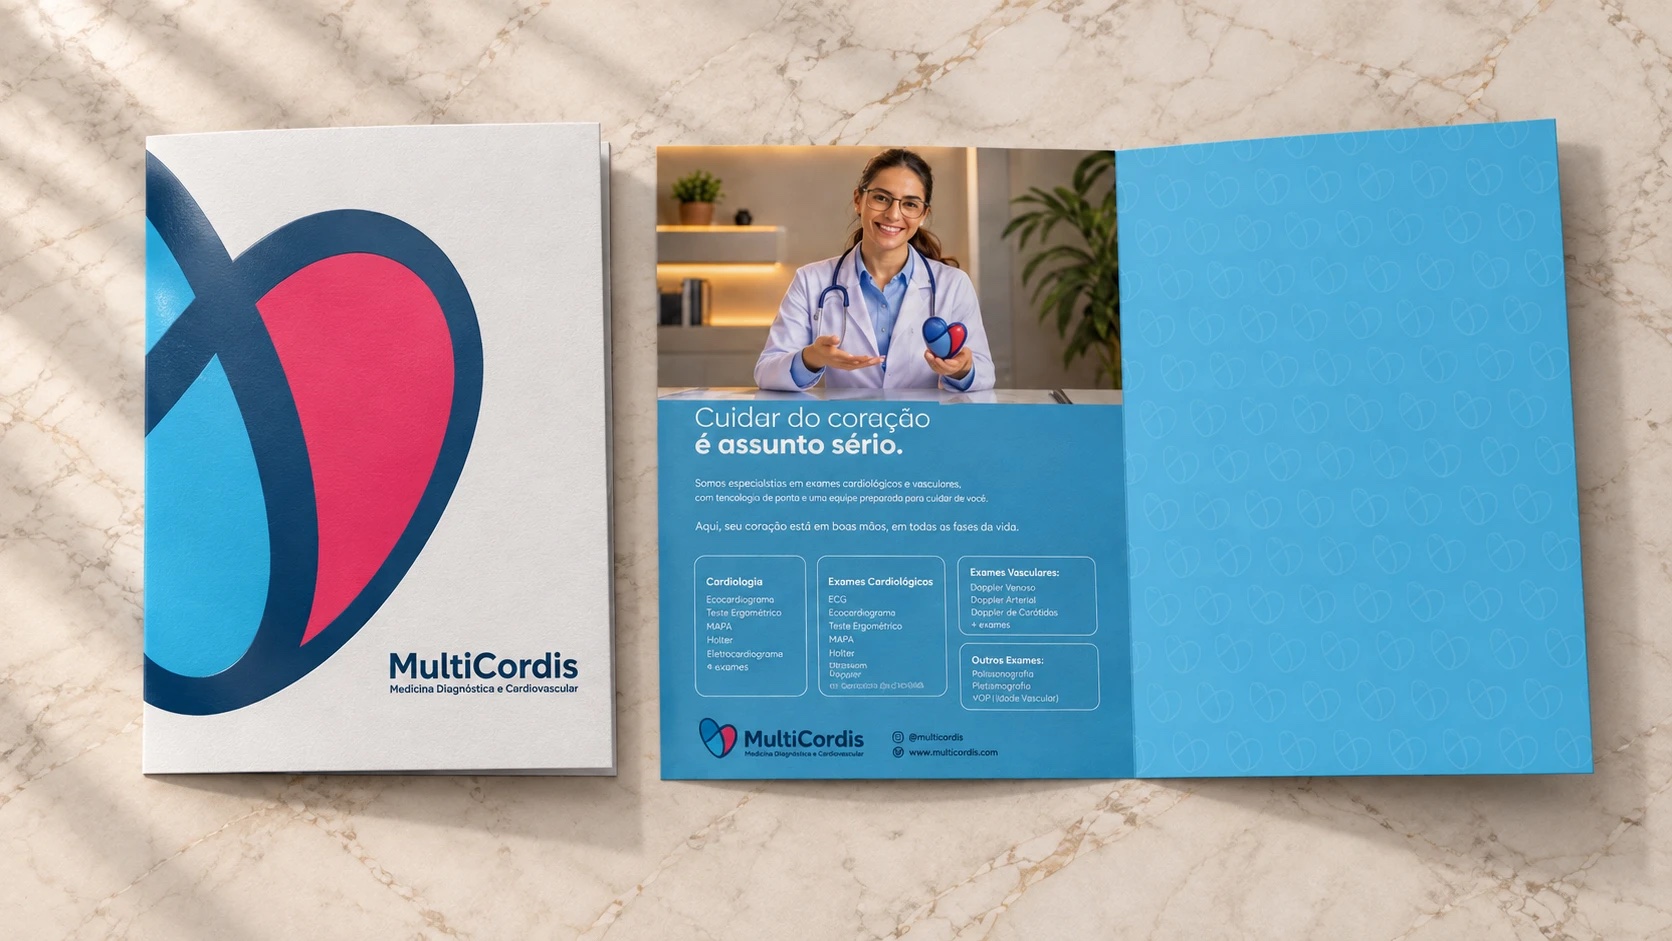 MultiCordis
Medicina Diagnóstica e Cardiovascular
Cuidar do coração
é assunto sério.
Somos especialistias em exames cardiológicos e vasculares,
com tencologia de ponta e uma equipe preparada para cuidar de você.
Aqui, seu coração está em boas mãos, em todas as fases da vida.
Cardiologia
Ecocardiograma
Teste Ergométrico
MAPA
Holter
Eletrocardiograma
+ exames
Exames Cardiológicos
ECG
Ecocardiograma
Teste Ergométrico
MAPA
Holter
Doppler
Exames Vasculares:
Doppler Venoso
Doppler Arterial
Doppler de Carótidas
+ exames
Outros Exames:
Polissonografia
Pletismografia
VOP (Idade Vascular)
MultiCordis
Medicina Diagnóstica e Cardiovascular
@multicordis
www.multicordis.com